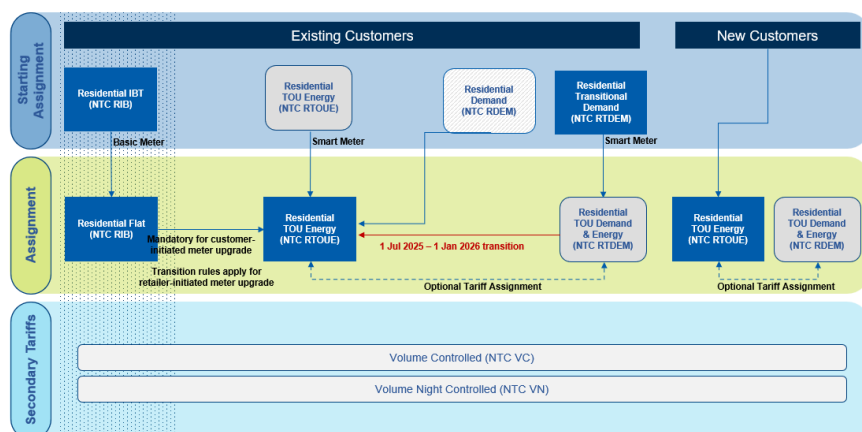 Starting
Assignment
Existing Customers
New Customers
Residential IBT
(NTC RIB)
Residential
TOU Energy
(NTC RTOUE)
Residential
Demand
(NTC RDEM)
Residential
Transitional
Demand
(NTC RTDEM)
Basic Meter
Smart Meter
Smart Meter
Assignment
Residential Flat
(NTC RIB)
Mandatory for customer-
initiated meter upgrade
Transition rules apply for
retailer-initiated meter upgrade
Residential
TOU Energy
(NTC RTOUE)
1 Jul 2025 – 1 Jan 2026 transition
Optional Tariff Assignment
Residential
TOU Demand
& Energy
(NTC RTDEM)
Residential
TOU Energy
(NTC RTOUE)
Residential
TOU Demand
& Energy
(NTC RDEM)
Optional Tariff Assignment
Secondary Tariffs
Volume Controlled (NTC VC)
Volume Night Controlled (NTC VN)